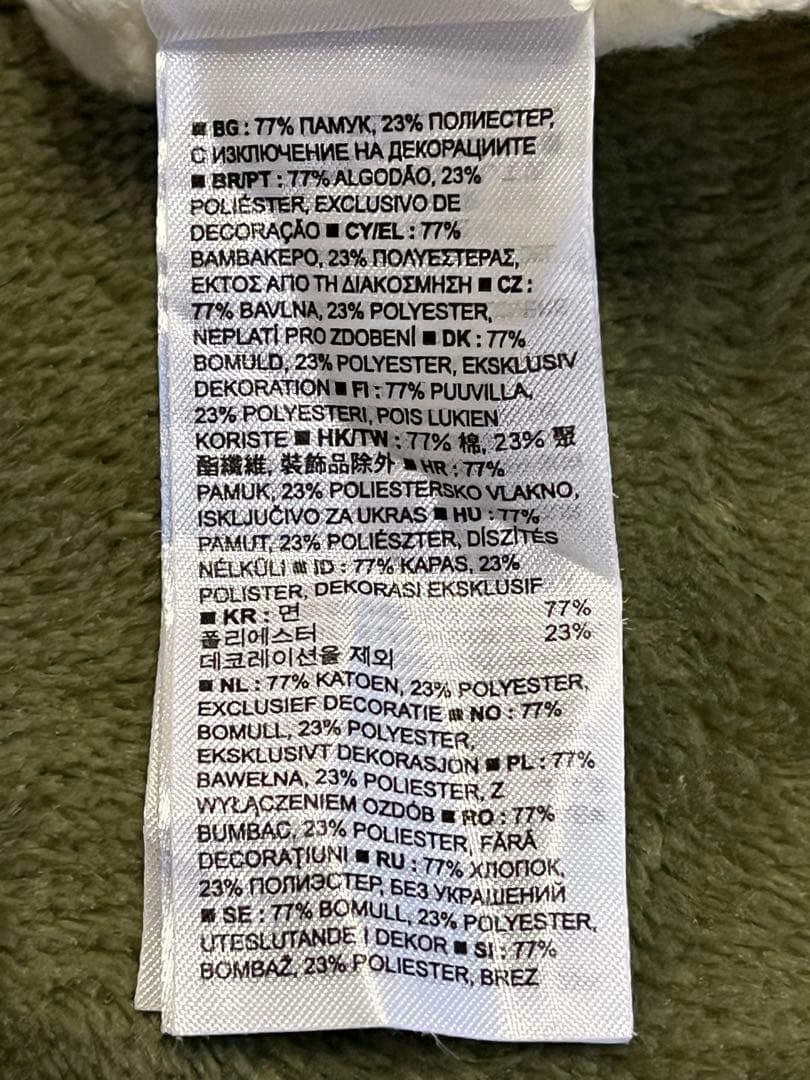 ■ BG : 77% ПАМУК, 23% ПОЛИЕСТЕР,
С ИЗКЛЮЧЕНИЕ НА ДЕКОРАЦИИТЕ
■ BR/PT : 77% ALGODÃO, 23%
POLIÉSTER, EXCLUSIVO DE
DECORAÇÃO ■ CY/EL : 77%
ΒΑΜΒΑΚΕΡΟ, 23% ΠΟΛΥΕΣΤΕΡΑΣ,
ΕΚΤΟΣ ΑΠΟ ΤΗ ΔΙΑΚΟΣΜΗΣΗ ■ CZ :
77% BAVLNA, 23% POLYESTER,
NEPLATÍ PRO ZDOBENÍ ■ DK : 77%
BOMULD, 23% POLYESTER, EKSKLUSIV
DEKORATION ■ FI : 77% PUUVILLA,
23% POLYESTERI, POIS LUKIEN
KORISTE ■ HK/TW : 77% 棉, 23% 聚
酯纖維, 裝飾品除外 ■ HR : 77%
PAMUK, 23% POLIESTERSKO VLAKNO,
ISKLJUČIVO ZA UKRAS ■ HU : 77%
PAMUT, 23% POLIÉSZTER, DÍSZÍTÉS
NÉLKÜLI ■ ID : 77% KAPAS, 23%
POLISTER, DEKORASI EKSKLUSIF
■ KR : 면 77%
폴리에스터 23%
데코레이션을 제외
■ NL : 77% KATOEN, 23% POLYESTER,
EXCLUSIEF DECORATIE ■ NO : 77%
BOMULL, 23% POLYESTER,
EKSKLUSIVT DEKORASJON ■ PL : 77%
BAWEŁNA, 23% POLIESTER, Z
WYŁĄCZENIEM OZDÓB ■ RO : 77%
BUMBAC, 23% POLIESTER, FĂRĂ
DECORAȚIUNI ■ RU : 77% ХЛОПОК,
23% ПОЛИЭСТЕР, БЕЗ УКРАШЕНИЙ
■ SE : 77% BOMULL, 23% POLYESTER,
UTESLUTANDE I DEKOR ■ SI : 77%
BOMBAŽ, 23% POLIESTER, BREZ